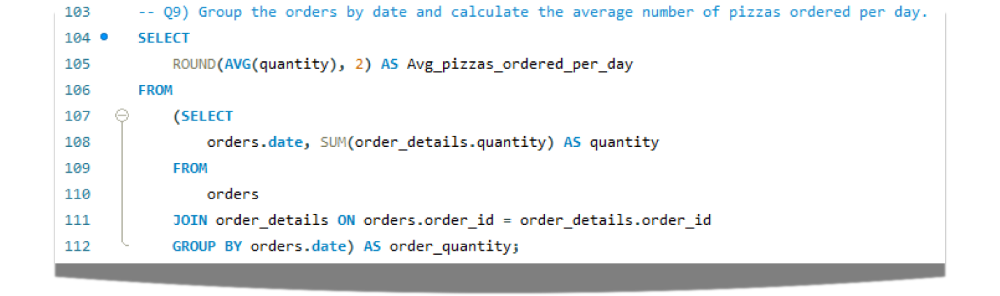 103 -- Q9) Group the orders by date and calculate the average number of pizzas ordered per day.
104 SELECT
105 ROUND(AVG(quantity), 2) AS Avg_pizzas_ordered_per_day
106 FROM
107 (SELECT
108 orders.date, SUM(order_details.quantity) AS quantity
109 FROM
110 orders
111 JOIN order_details ON orders.order_id = order_details.order_id
112 GROUP BY orders.date) AS order_quantity;